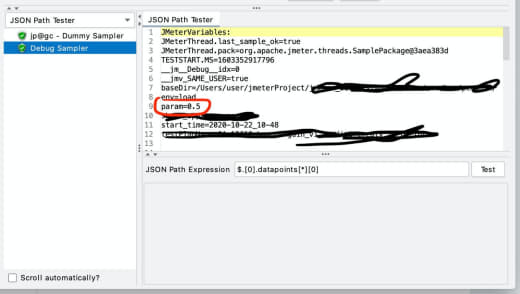 JSON Path Tester
JSON Path Tester
jp@gc - Dummy Sampler
Debug Sampler
1 JMeterVariables:
2 JMeterThread.last_sample_ok=true
3 JMeterThread.pack=org.apache.jmeter.threads.SamplePackage@3aea383d
4 TESTSTART.MS=1603352917796
5 __jm__Debug__idx=0
6 __jmv_SAME_USER=true
7 baseDir=/Users/user/jmeterProject/
8 env=load
9 param=0.5
10
11 start_time=2020-10-22_10-48
12
13
JSON Path Expression $.[0].datapoints[*][0] Test
Scroll automatically?